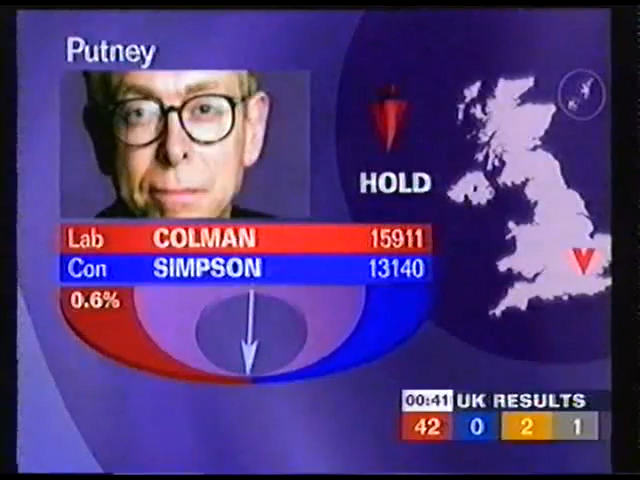 Putney
HOLD
Lab COLMAN 15911
Con SIMPSON 13140
0.6%
00:41 UK RESULTS
42 0 2 1